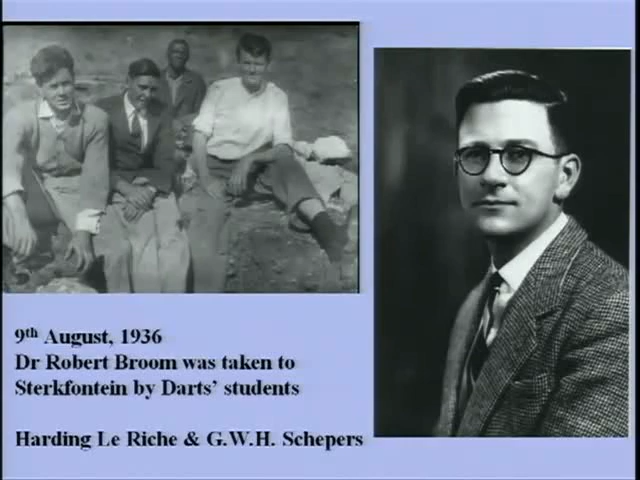 9th August, 1936
Dr Robert Broom was taken to
Sterkfontein by Darts’ students
Harding Le Riche & G.W.H. Schepers